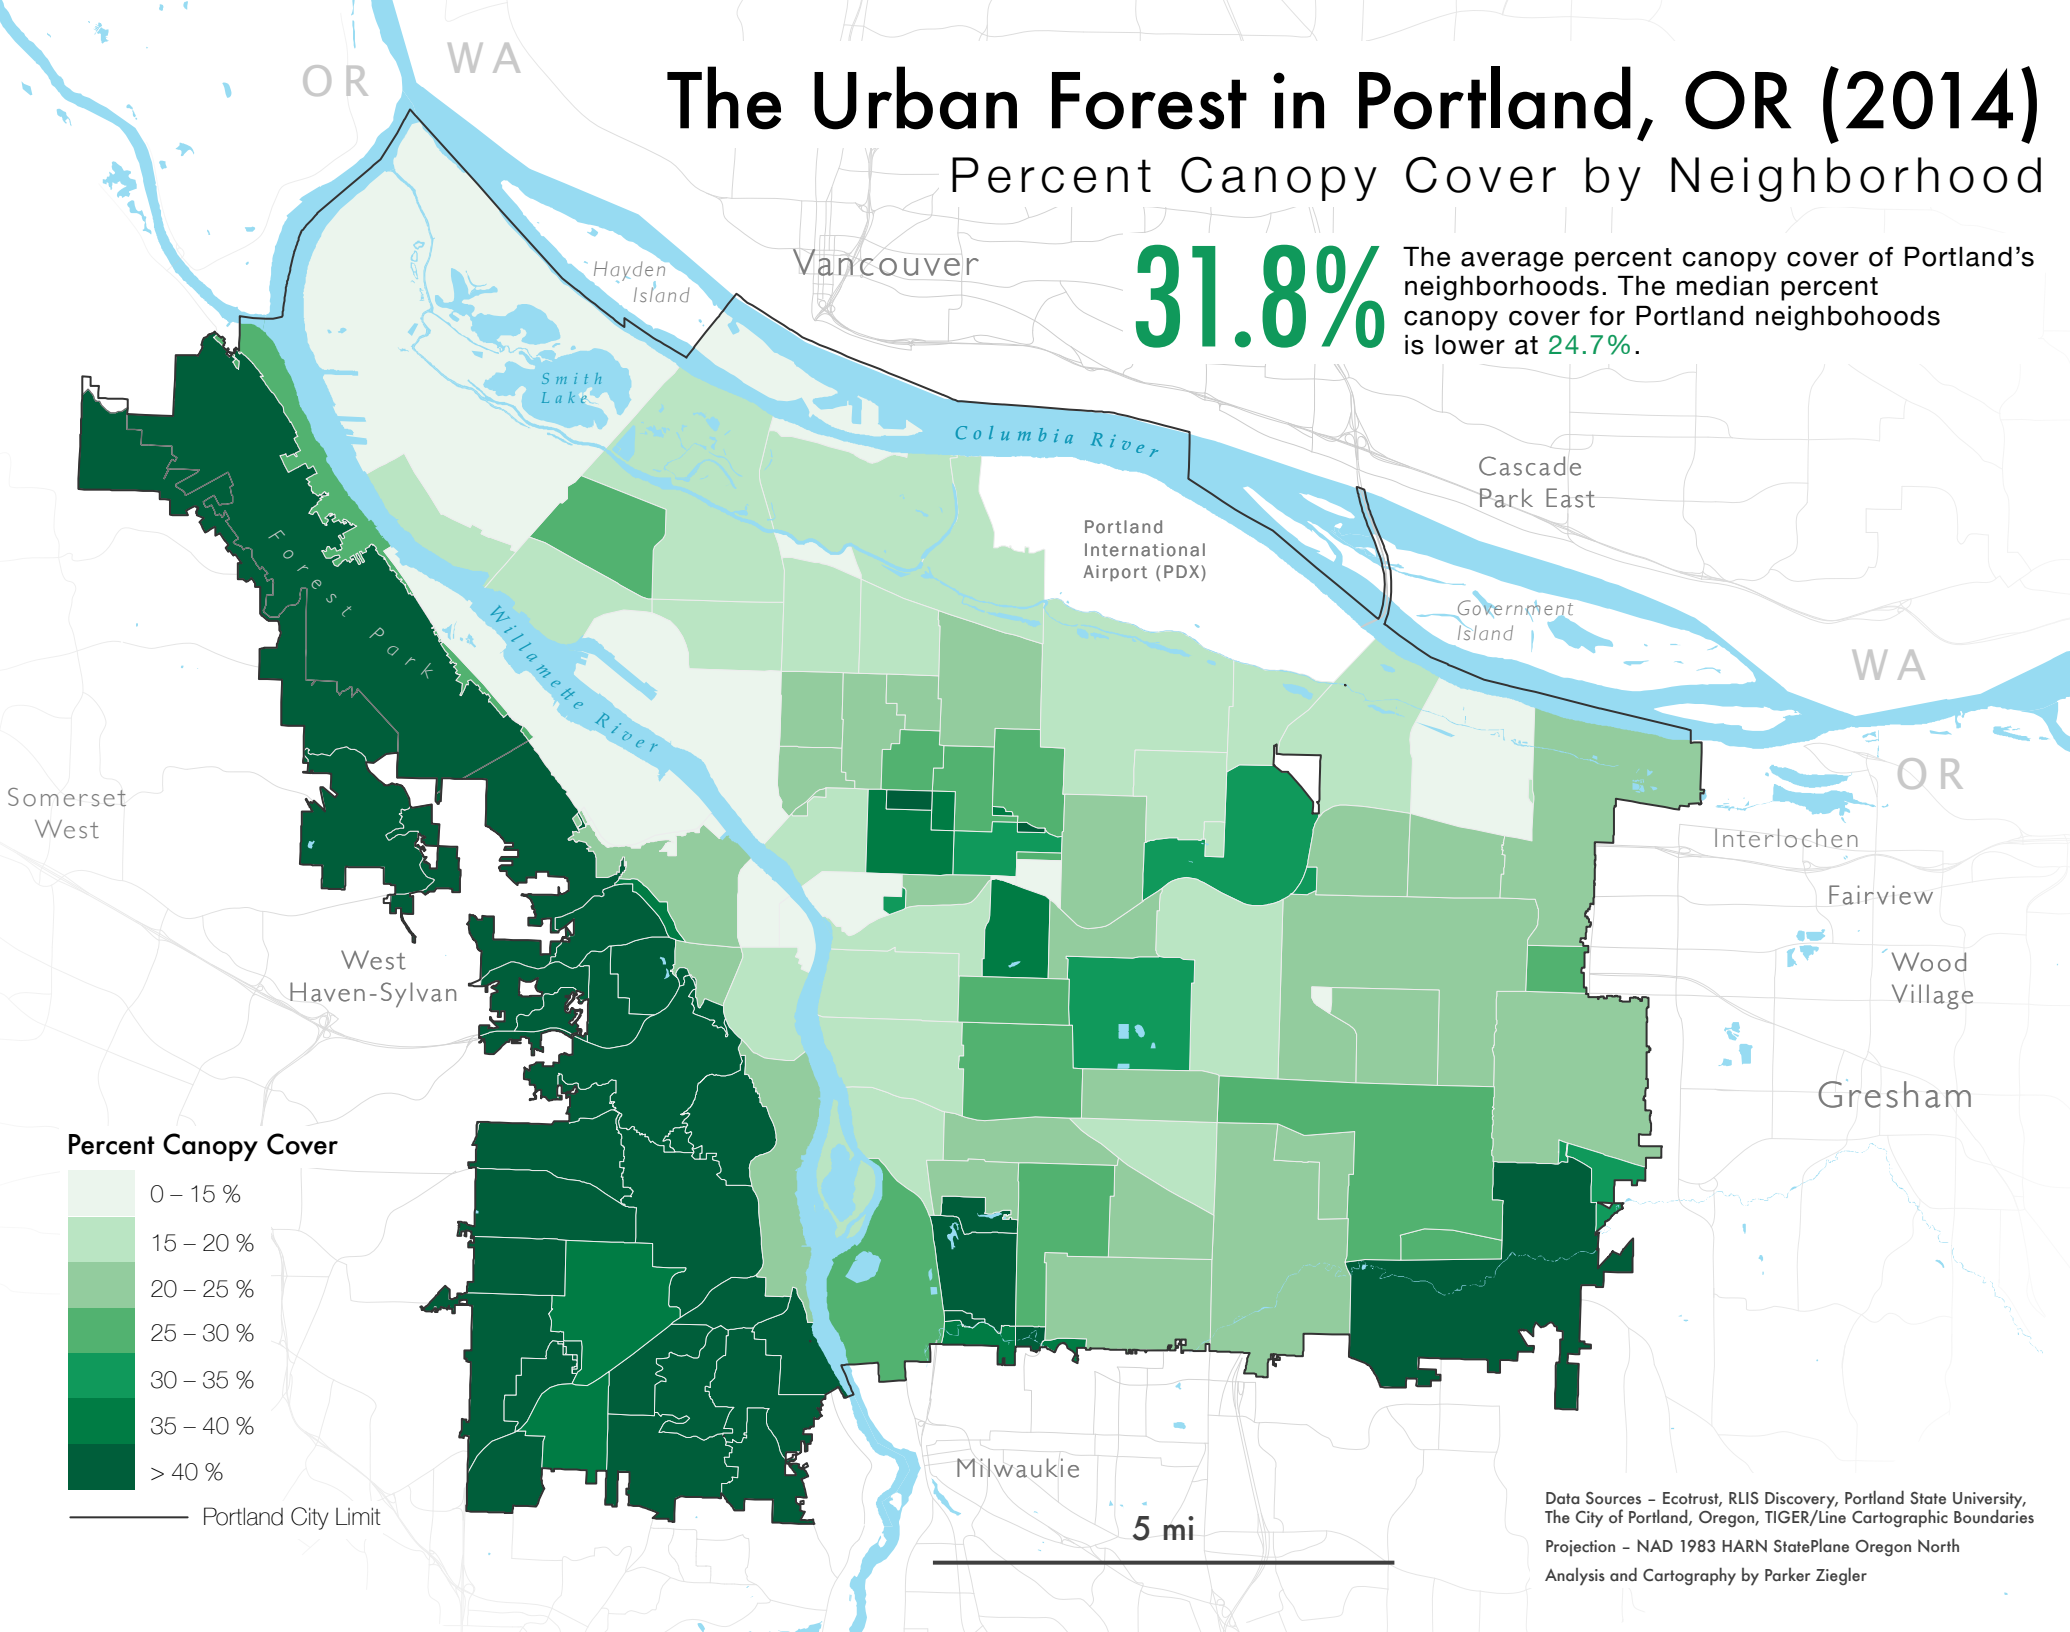 The Urban Forest in Portland, OR (2014)
Percent Canopy Cover by Neighborhood
31.8%
The average percent canopy cover of Portland's
neighborhoods. The median percent
canopy cover for Portland neighbohoods
is lower at 24.7%.
OR
WA
Vancouver
Hayden
Island
Smith
Lake
Columbia River
Cascade
Park East
Portland
International
Airport (PDX)
Government
Island
WA
OR
Forest Park
Willamette River
Somerset
West
Interlochen
Fairview
West
Haven-Sylvan
Wood
Village
Gresham
Milwaukie
Percent Canopy Cover
0 – 15 %
15 – 20 %
20 – 25 %
25 – 30 %
30 – 35 %
35 – 40 %
> 40 %
Portland City Limit
5 mi
Data Sources – Ecotrust, RLIS Discovery, Portland State University,
The City of Portland, Oregon, TIGER/Line Cartographic Boundaries
Projection – NAD 1983 HARN StatePlane Oregon North
Analysis and Cartography by Parker Ziegler